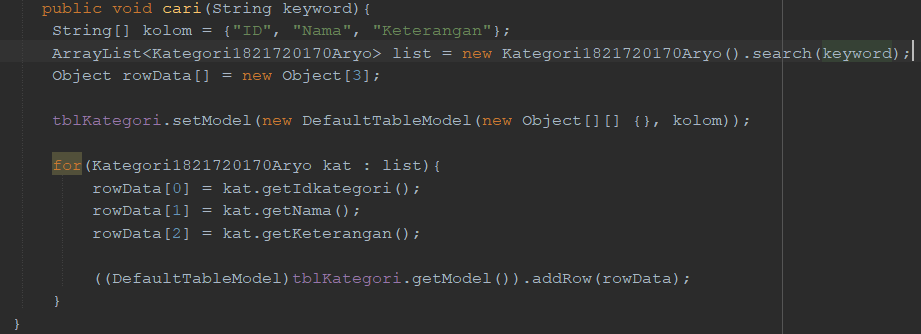 public void cari(String keyword){
String[] kolom = {"ID", "Nama", "Keterangan"};
ArrayList<Kategori1821720170Aryo> list = new Kategori1821720170Aryo().search(keyword);
Object rowData[] = new Object[3];
tblKategori.setModel(new DefaultTableModel(new Object[][] {}, kolom));
for(Kategori1821720170Aryo kat : list){
rowData[0] = kat.getIdkategori();
rowData[1] = kat.getNama();
rowData[2] = kat.getKeterangan();
((DefaultTableModel)tblKategori.getModel()).addRow(rowData);
}
}